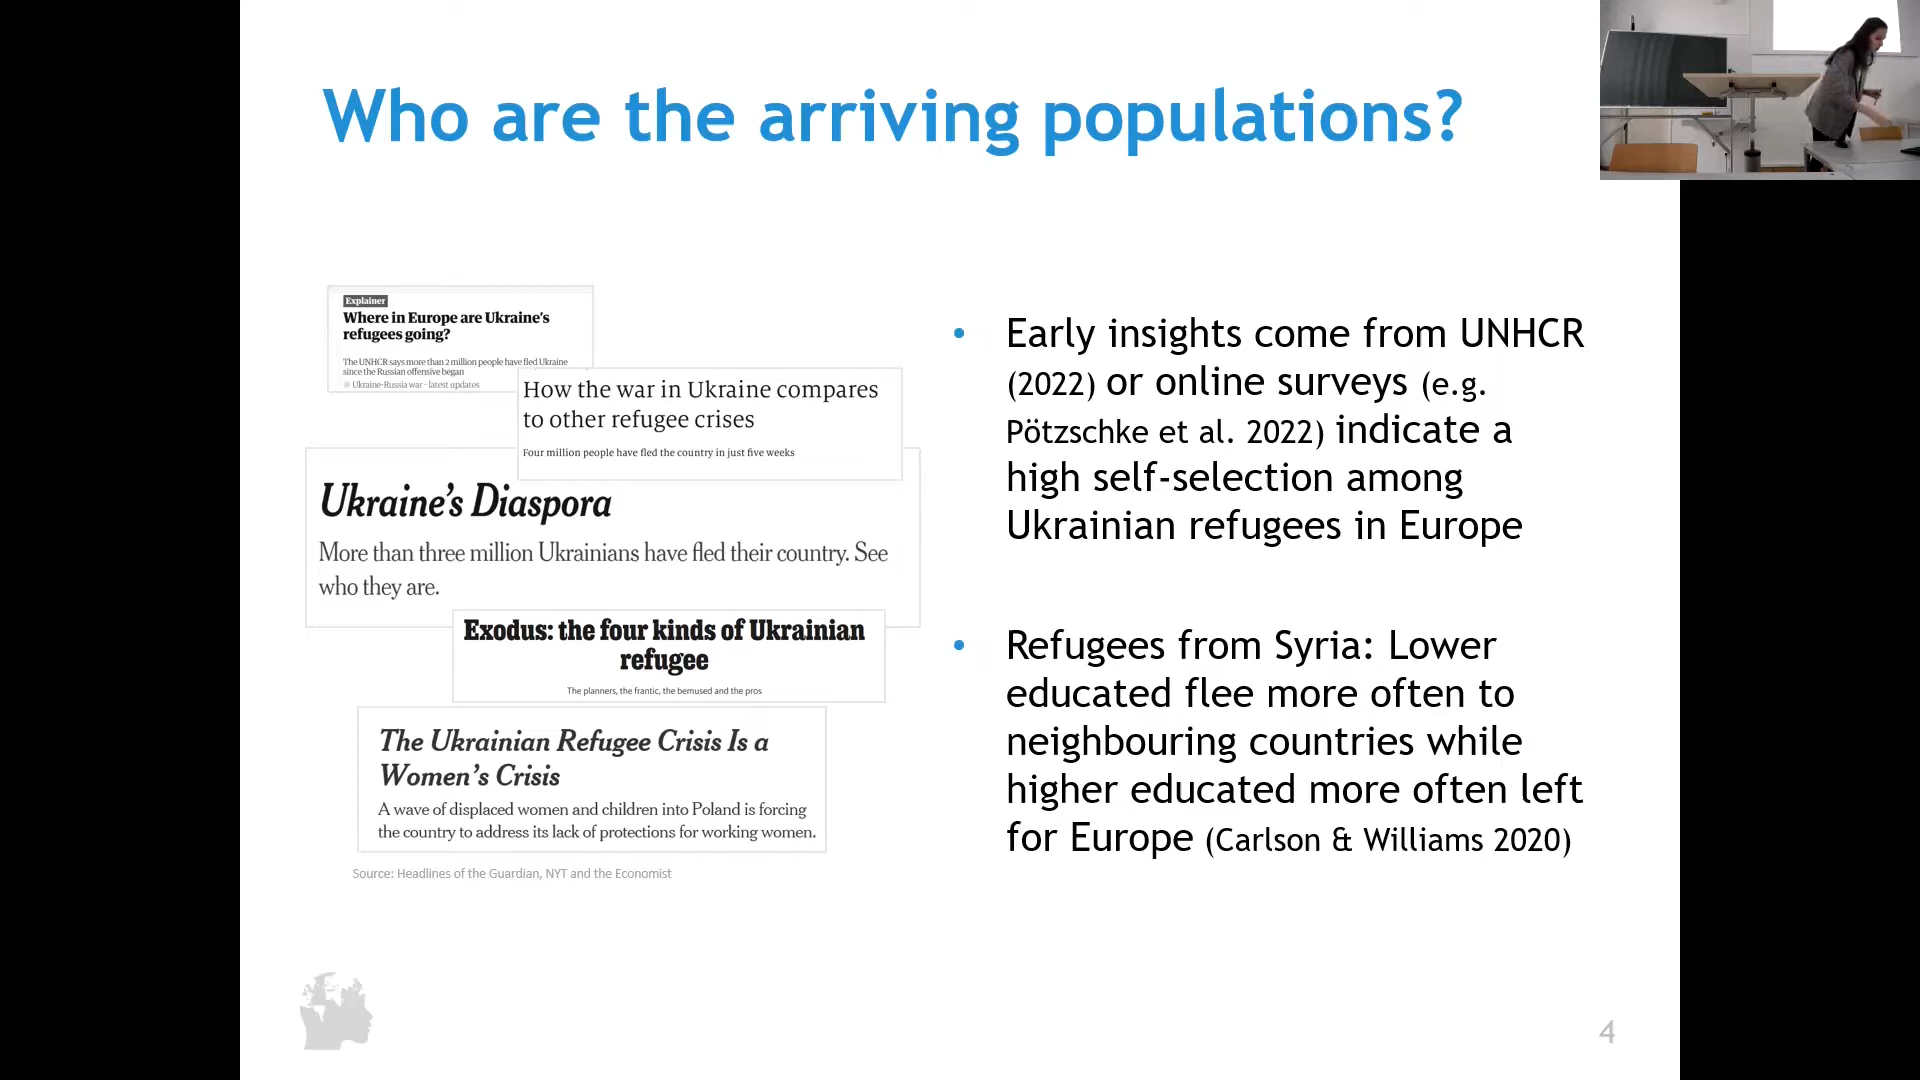 Who are the arriving populations?
Explainer
Where in Europe are Ukraine's
refugees going?
The UNHCR says more than 2 million people have fled Ukraine
since the Russian offensive began
Ukraine-Russia war - latest updates
How the war in Ukraine compares
to other refugee crises
Four million people have fled the country in just five weeks
Ukraine's Diaspora
More than three million Ukrainians have fled their country. See
who they are.
Exodus: the four kinds of Ukrainian
refugee
The planners, the frantic, the bemused and the pros
The Ukrainian Refugee Crisis Is a
Women's Crisis
A wave of displaced women and children into Poland is forcing
the country to address its lack of protections for working women.
Source: Headlines of the Guardian, NYT and the Economist
• Early insights come from UNHCR
(2022) or online surveys (e.g.
Pötzschke et al. 2022) indicate a
high self-selection among
Ukrainian refugees in Europe
• Refugees from Syria: Lower
educated flee more often to
neighbouring countries while
higher educated more often left
for Europe (Carlson & Williams 2020)
4